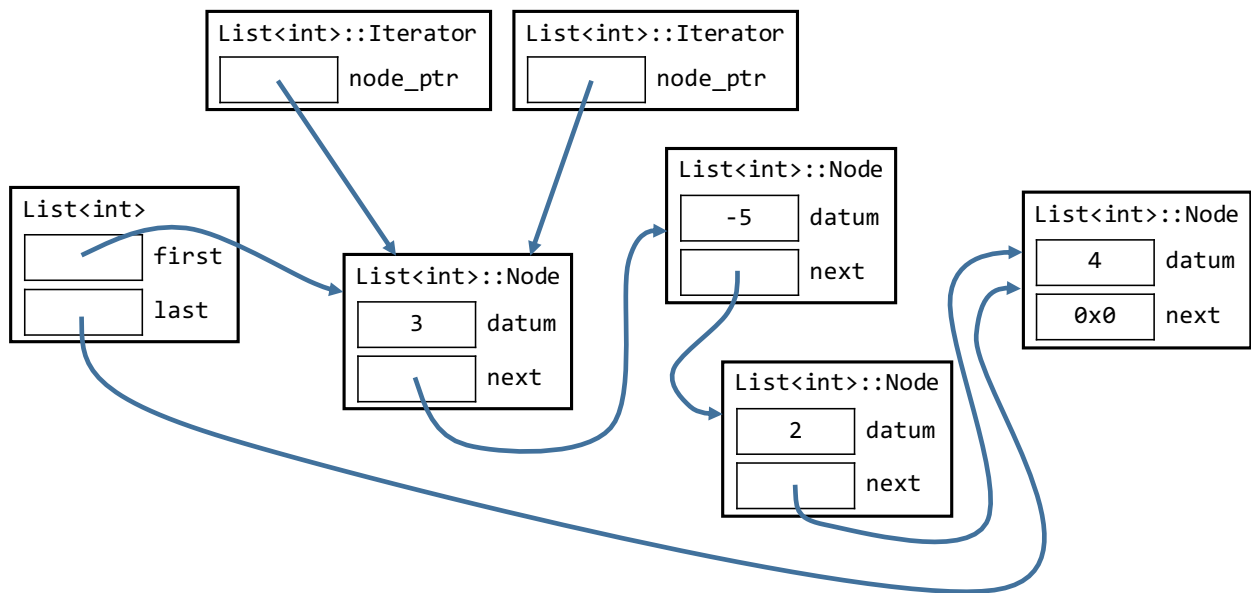 List<int>::Iterator
node_ptr
List<int>::Iterator
node_ptr
List<int>
first
last
List<int>::Node
3 datum
next
List<int>::Node
-5 datum
next
List<int>::Node
2 datum
next
List<int>::Node
4 datum
0x0 next